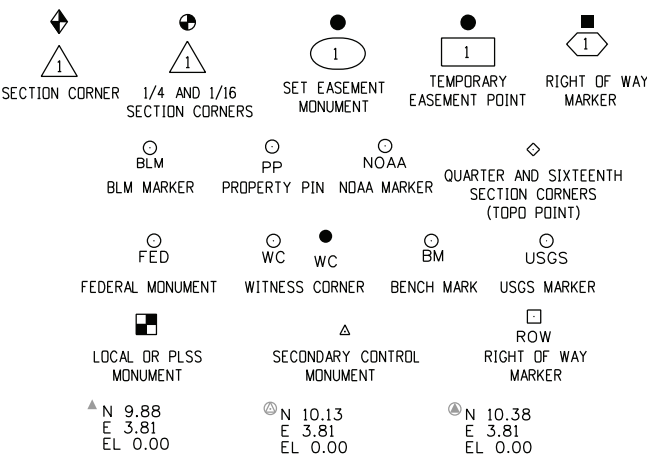 1
1
1
1
1
SECTION CORNER
1/4 AND 1/16
SECTION CORNERS
SET EASEMENT
MONUMENT
TEMPORARY
EASEMENT POINT
RIGHT OF WAY
MARKER
BLM
BLM MARKER
PP
PROPERTY PIN
NOAA
NOAA MARKER
QUARTER AND SIXTEENTH
SECTION CORNERS
(TOPO POINT)
FED
FEDERAL MONUMENT
WC
WC
WITNESS CORNER
BM
BENCH MARK
USGS
USGS MARKER
LOCAL OR PLSS
MONUMENT
SECONDARY CONTROL
MONUMENT
ROW
RIGHT OF WAY
MARKER
N 9.88
E 3.81
EL 0.00
N 10.13
E 3.81
EL 0.00
N 10.38
E 3.81
EL 0.00